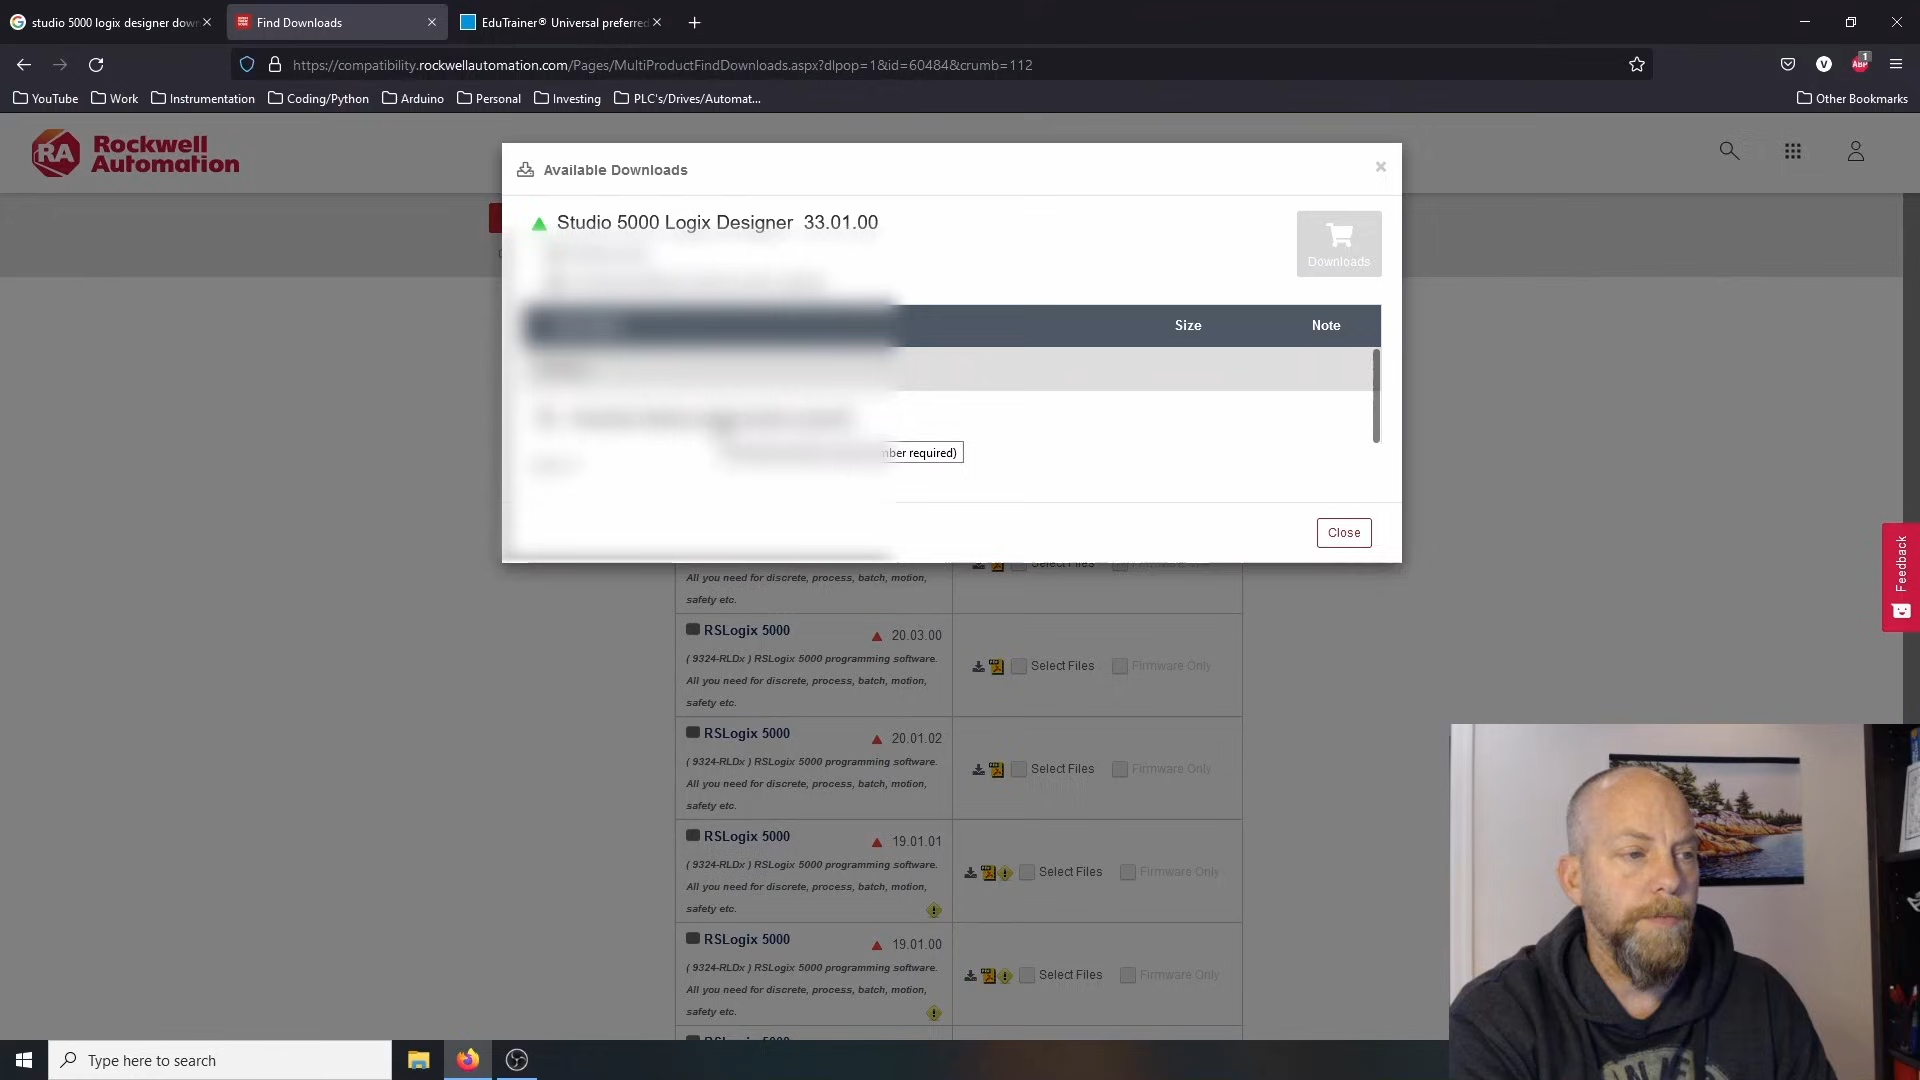 studio 5000 logix designer dow
Find Downloads
EduTrainer® Universal preferred
https://compatibility.rockwellautomation.com/Pages/MultiProductFindDownloads.aspx?dlpop=1&id=60484&crumb=112
1
ABP
V
YouTube Work Instrumentation Coding/Python Arduino Personal Investing PLC's/Drives/Automat... Other Bookmarks
RA Rockwell
Automation
Available Downloads
×
Studio 5000 Logix Designer 33.01.00
Downloads
Size Note
ber required)
Close
Feedback
Select Files
All you need for discrete, process, batch, motion,
safety etc.
RSLogix 5000 20.03.00
( 9324-RLDx ) RSLogix 5000 programming software.
All you need for discrete, process, batch, motion,
safety etc.
Select Files Firmware Only
RSLogix 5000 20.01.02
( 9324-RLDx ) RSLogix 5000 programming software.
All you need for discrete, process, batch, motion,
safety etc.
Select Files Firmware Only
RSLogix 5000 19.01.01
( 9324-RLDx ) RSLogix 5000 programming software.
All you need for discrete, process, batch, motion,
safety etc.
Select Files Firmware Only
RSLogix 5000 19.01.00
( 9324-RLDx ) RSLogix 5000 programming software.
All you need for discrete, process, batch, motion,
safety etc.
Select Files Firmware Only
RSLogix 5000
Type here to search